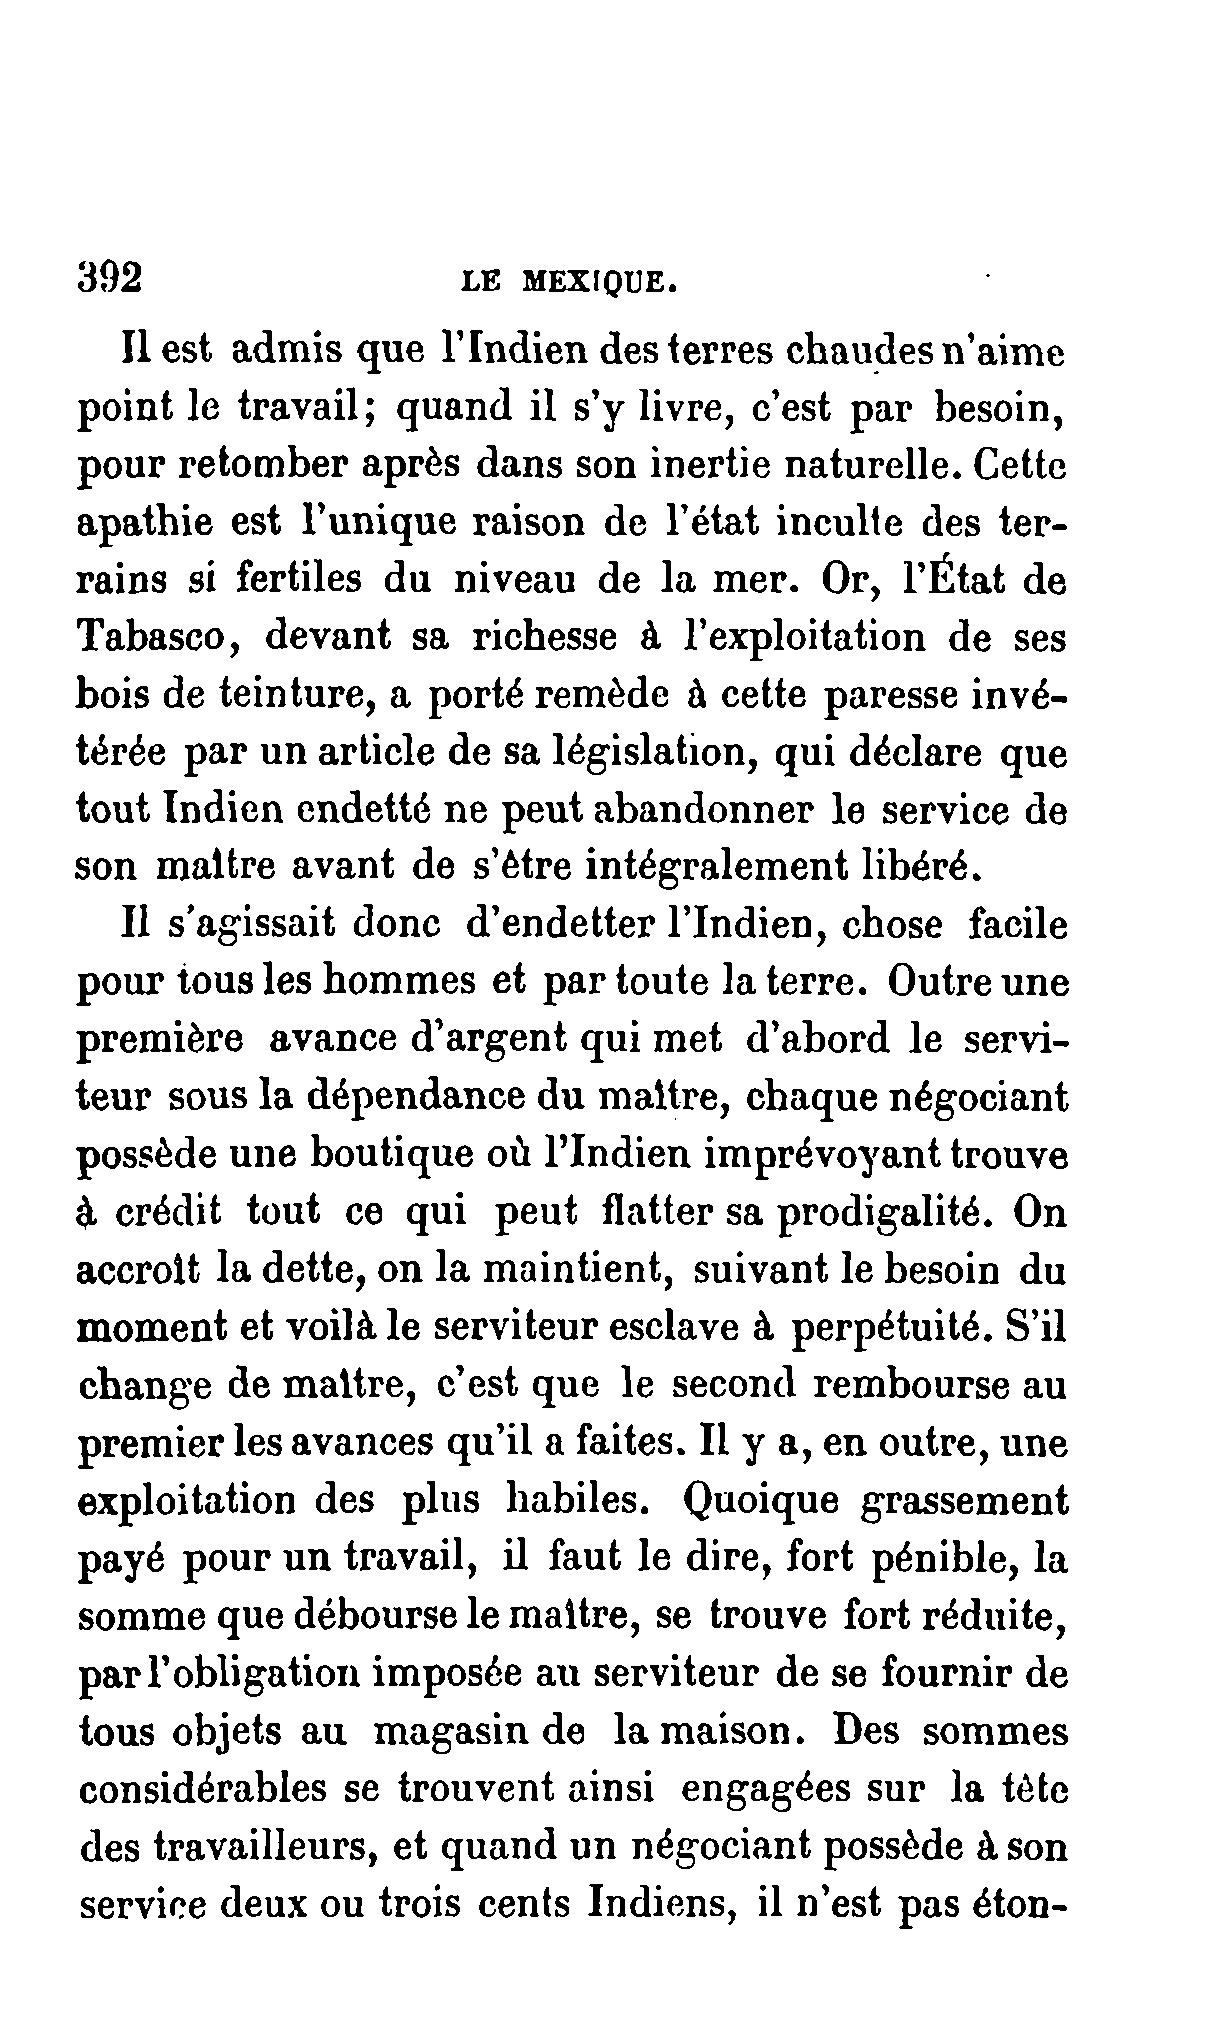 392 LE MEXIQUE.
Il est admis que l'Indien des terres chaudes n'aime
point le travail; quand il s'y livre, c'est par besoin,
pour retomber après dans son inertie naturelle. Cette
apathie est l'unique raison de l'état inculte des ter-
rains si fertiles du niveau de la mer. Or, l'État de
Tabasco, devant sa richesse à l'exploitation de ses
bois de teinture, a porté remède à cette paresse invé-
térée par un article de sa législation, qui déclare que
tout Indien endetté ne peut abandonner le service de
son maître avant de s'être intégralement libéré.
Il s'agissait donc d'endetter l'Indien, chose facile
pour tous les hommes et par toute la terre. Outre une
première avance d'argent qui met d'abord le servi-
teur sous la dépendance du maître, chaque négociant
possède une boutique où l'Indien imprévoyant trouve
à crédit tout ce qui peut flatter sa prodigalité. On
accroît la dette, on la maintient, suivant le besoin du
moment et voilà le serviteur esclave à perpétuité. S'il
change de maître, c'est que le second rembourse au
premier les avances qu'il a faites. Il y a, en outre, une
exploitation des plus habiles. Quoique grassement
payé pour un travail, il faut le dire, fort pénible, la
somme que débourse le maître, se trouve fort réduite,
par l'obligation imposée au serviteur de se fournir de
tous objets au magasin de la maison. Des sommes
considérables se trouvent ainsi engagées sur la tête
des travailleurs, et quand un négociant possède à son
service deux ou trois cents Indiens, il n'est pas éton-